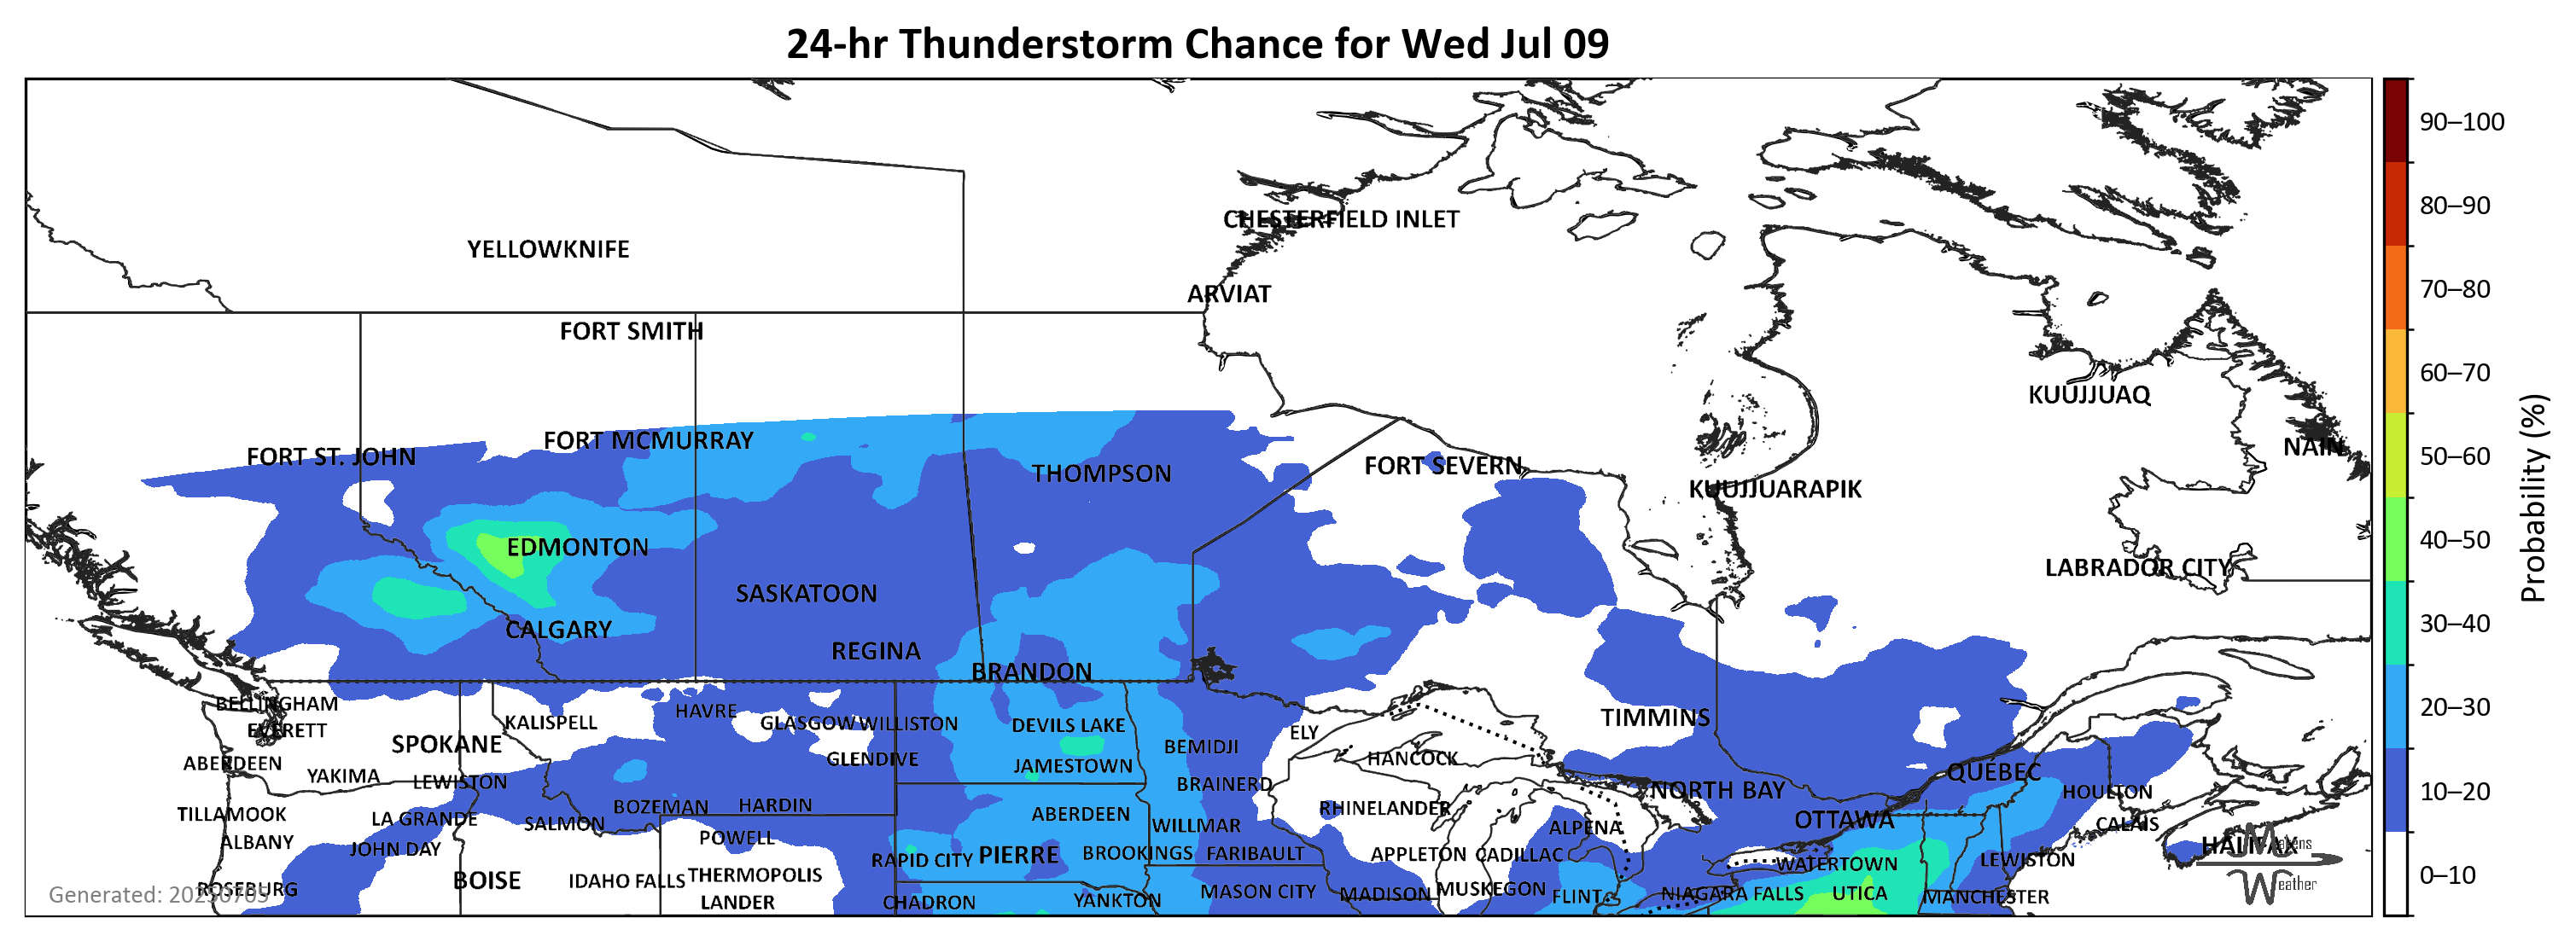 24-hr Thunderstorm Chance for Wed Jul 09
90–100
80–90
CHESTERFIELD INLET
YELLOWKNIFE
70–80
ARVIAT
FORT SMITH
60–70
KUUJJUAQ
FORT MCMURRAY
NAIN
FORT ST. JOHN
50–60
FORT SEVERN
THOMPSON
KUUJJUARAPIK
Probability (%)
40–50
EDMONTON
LABRADOR CITY
SASKATOON
CALGARY
30–40
REGINA
BRANDON
BELLINGHAM
HAVRE
20–30
TIMMINS
KALISPELL
GLASGOW
WILLISTON
DEVILS LAKE
EVERETT
ELY
SPOKANE
BEMIDJI
HANCOCK
GLENDIVE
ABERDEEN
JAMESTOWN
QUÉBEC
YAKIMA
LEWISTON
BRAINERD
NORTH BAY
HOULTON
10–20
BOZEMAN
HARDIN
RHINELANDER
TILLAMOOK
ABERDEEN
LA GRANDE
OTTAWA
SALMON
WILLMAR
ALPENA
CALAIS
ALBANY
POWELL
HALIFAX
Makens
JOHN DAY
PIERRE
BROOKINGS
FARIBAULT
APPLETON
CADILLAC
RAPID CITY
LEWISTON
WATERTOWN
THERMOPOLIS
0–10
BOISE
IDAHO FALLS
Weather
ROSEBURG
MASON CITY
MUSKEGON
Generated: 20250705
MADISON
NIAGARA FALLS
UTICA
FLINT
MANCHESTER
LANDER
CHADRON
YANKTON